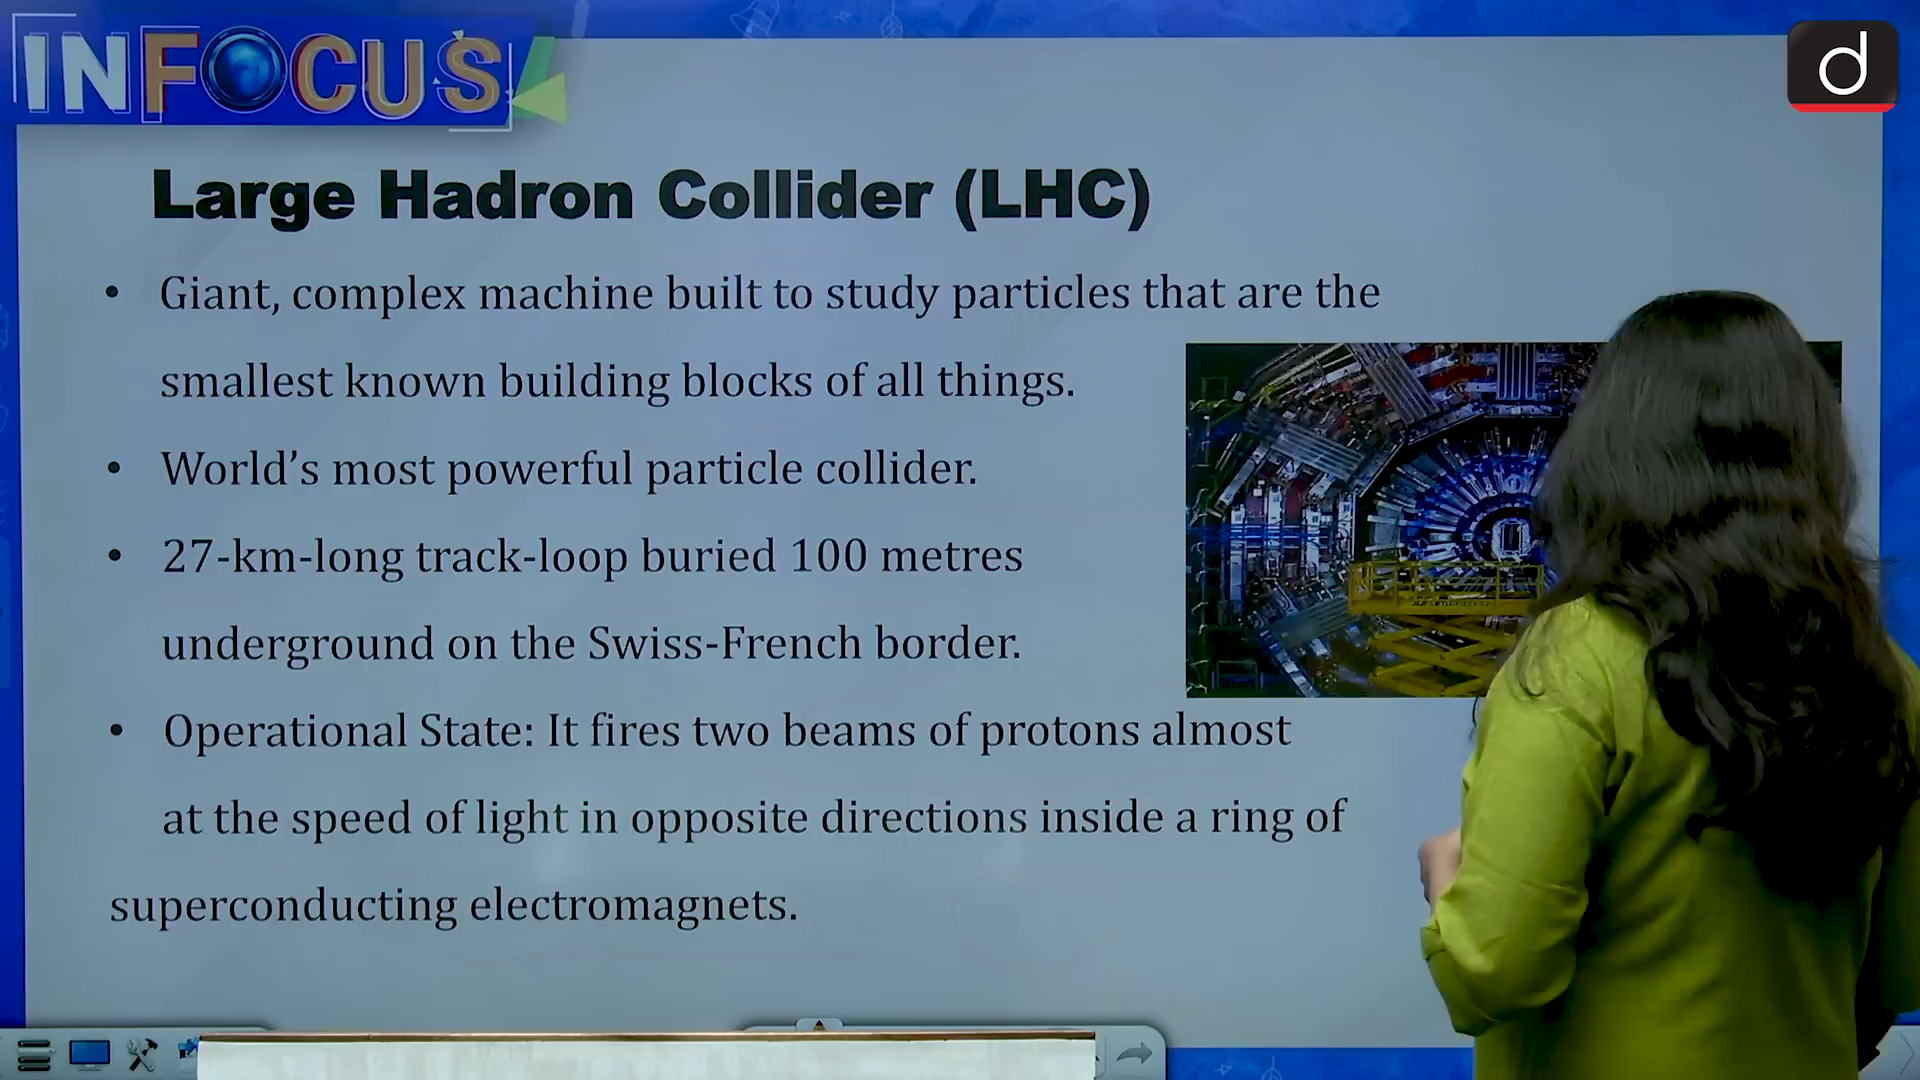 INFOCUS
d
Large Hadron Collider (LHC)
• Giant, complex machine built to study particles that are the
smallest known building blocks of all things.
• World’s most powerful particle collider.
• 27-km-long track-loop buried 100 metres
underground on the Swiss-French border.
• Operational State: It fires two beams of protons almost
at the speed of light in opposite directions inside a ring of
superconducting electromagnets.